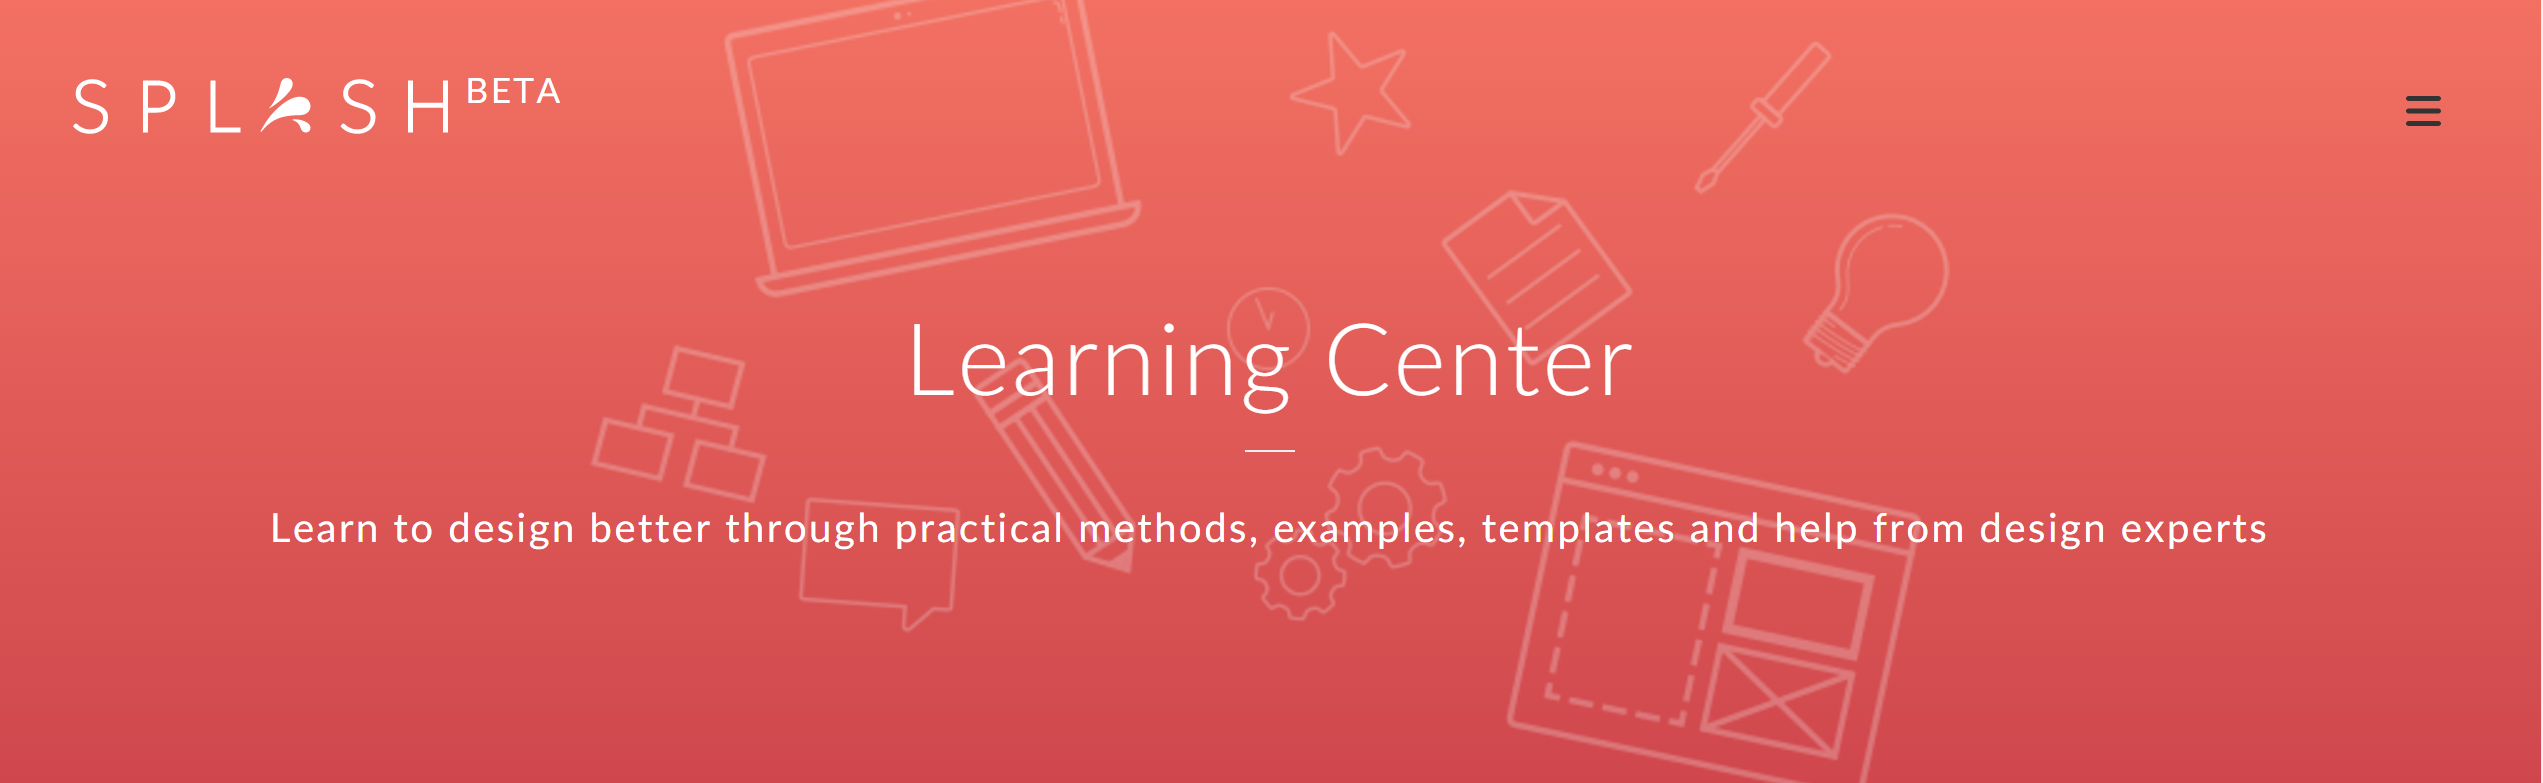 SPLASH BETA
Learning Center
Learn to design better through practical methods, examples, templates and help from design experts